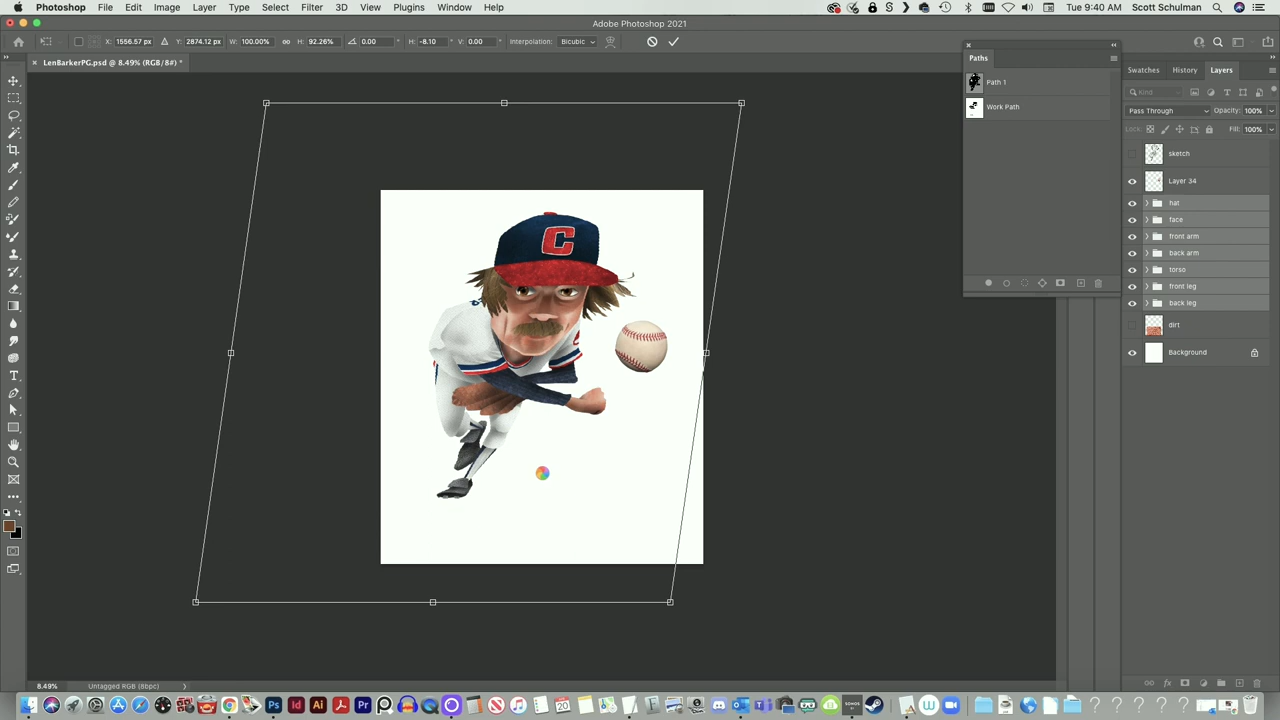 Photoshop File Edit Image Layer Type Select Filter 3D View Plugins Window Help Tue 9:40 AM Scott Schulman
Adobe Photoshop 2021
X: 1556.57 px Y: 2874.12 px W: 100.00% H: 92.26% 0.00 ° H: -8.10 ° V: 0.00 ° Interpolation: Bicubic
LenBarkerPG.psd @ 8.49% (RGB/8#) *
Paths
Path 1
Work Path
Swatches History Layers
Kind
Pass Through Opacity: 100%
Lock: Fill: 100%
sketch
Layer 34
hat
face
front arm
back arm
torso
front leg
back leg
dirt
Background
C
8.49% Untagged RGB (8bpc)